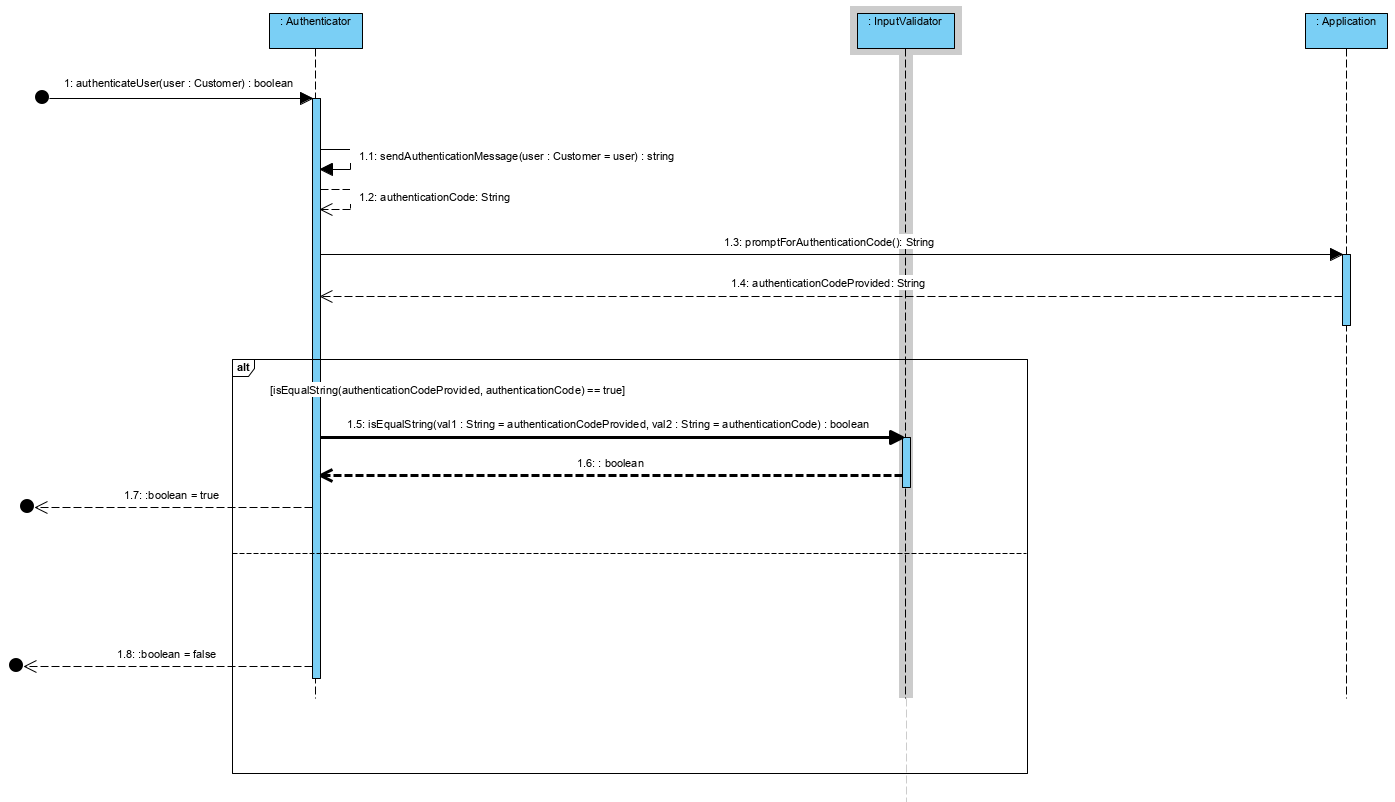 : Authenticator
: InputValidator
: Application
1: authenticateUser(user : Customer) : boolean
1.1: sendAuthenticationMessage(user : Customer = user) : string
1.2: authenticationCode: String
1.3: promptForAuthenticationCode(): String
1.4: authenticationCodeProvided: String
alt
[isEqualString(authenticationCodeProvided, authenticationCode) == true]
1.5: isEqualString(val1 : String = authenticationCodeProvided, val2 : String = authenticationCode) : boolean
1.6: : boolean
1.7: :boolean = true
1.8: :boolean = false